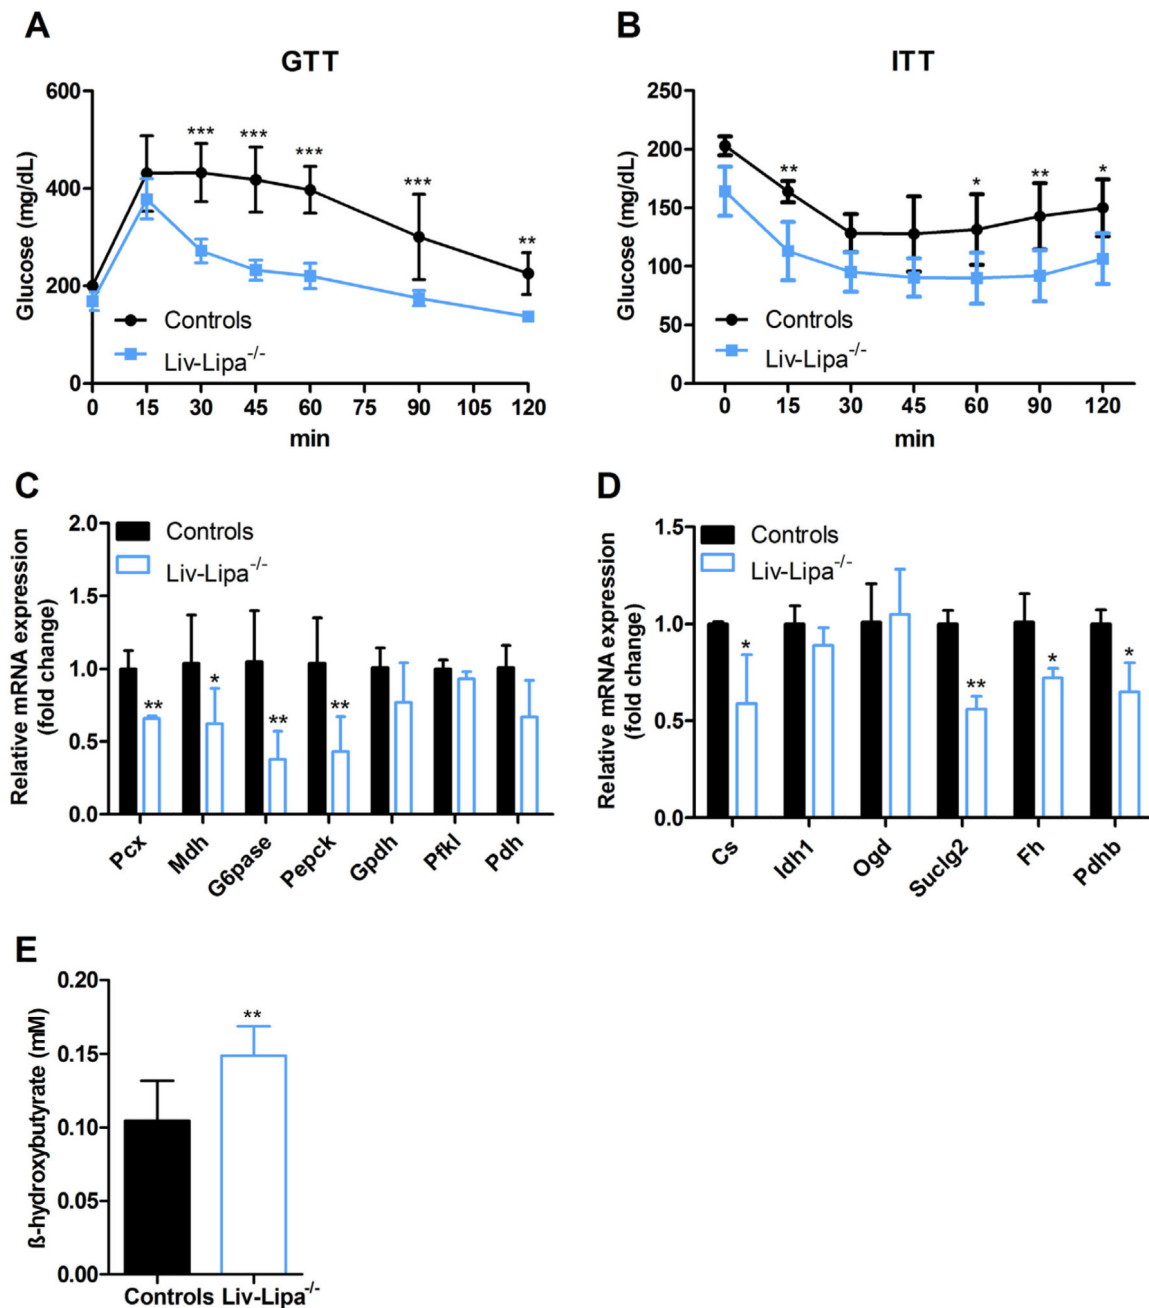 A
GTT
Glucose (mg/dL)
600
400
200
0
***
***
***
***
**
Controls
Liv-Lipa-/-
0 15 30 45 60 75 90 105 120
min
B
ITT
Glucose (mg/dL)
250
200
150
100
50
0
**
*
**
*
Controls
Liv-Lipa-/-
0 15 30 45 60 90 120
min
C
Relative mRNA expression
(fold change)
2.0
1.5
1.0
0.5
0.0
Controls
Liv-Lipa-/-
**
*
**
**
Pcx
Mdh
G6pase
Pepck
Gpdh
Pfkl
Pdh
D
Relative mRNA expression
(fold change)
1.5
1.0
0.5
0.0
Controls
Liv-Lipa-/-
*
**
*
*
Cs
Idh1
Ogd
Suclg2
Fh
Pdhb
E
ß-hydroxybutyrate (mM)
0.20
0.15
0.10
0.05
0.00
**
Controls Liv-Lipa-/-